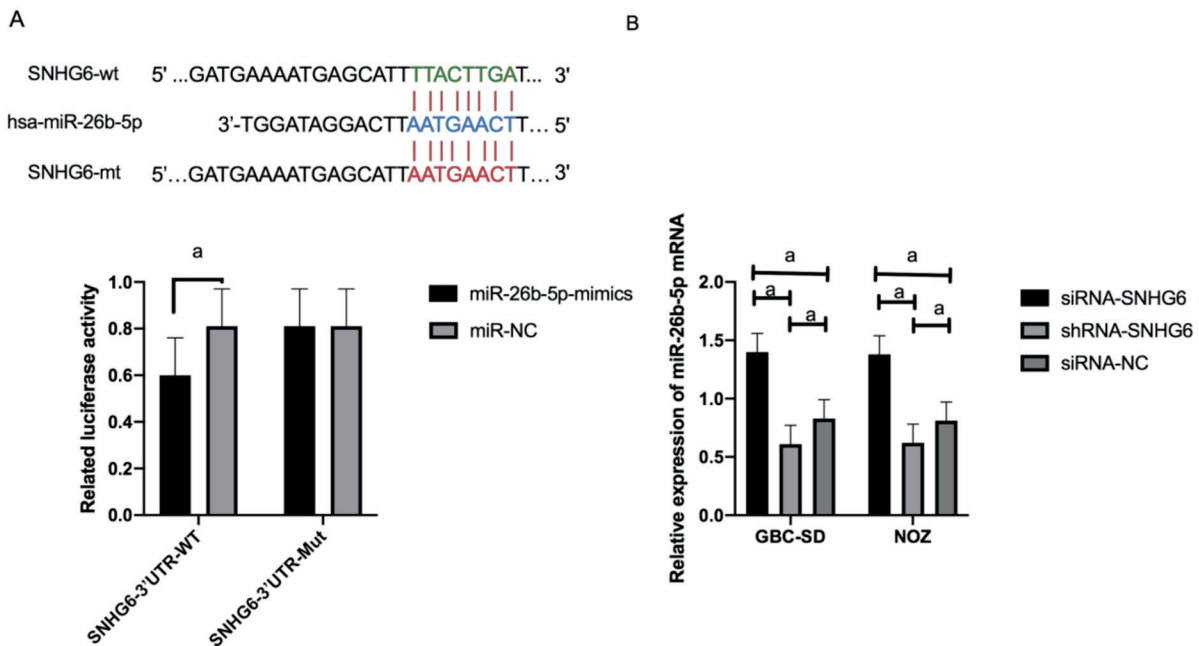 A
SNHG6-wt 5' ...GATGAAAATGAGCATTTTACTTGAT... 3'
hsa-miR-26b-5p 3'-TGGATAGGACTTAATGAACTT... 5'
SNHG6-mt 5'...GATGAAAATGAGCATTAATGAACTT... 3'
a
Related luciferase activity
1.0
0.8
0.6
0.4
0.2
0.0
SNHG6-3'UTR-WT
SNHG6-3'UTR-Mut
miR-26b-5p-mimics
miR-NC
B
Relative expression of miR-26b-5p mRNA
2.0
1.5
1.0
0.5
0.0
a
a
a
a
a
a
GBC-SD
NOZ
siRNA-SNHG6
shRNA-SNHG6
siRNA-NC